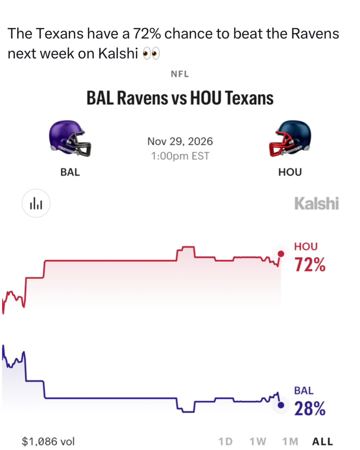 The Texans have a 72% chance to beat the Ravens
next week on Kalshi 👀
NFL
BAL Ravens vs HOU Texans
Nov 29, 2026
1:00pm EST
BAL
HOU
Kalshi
HOU
72%
BAL
28%
$1,086 vol
1D 1W 1M ALL